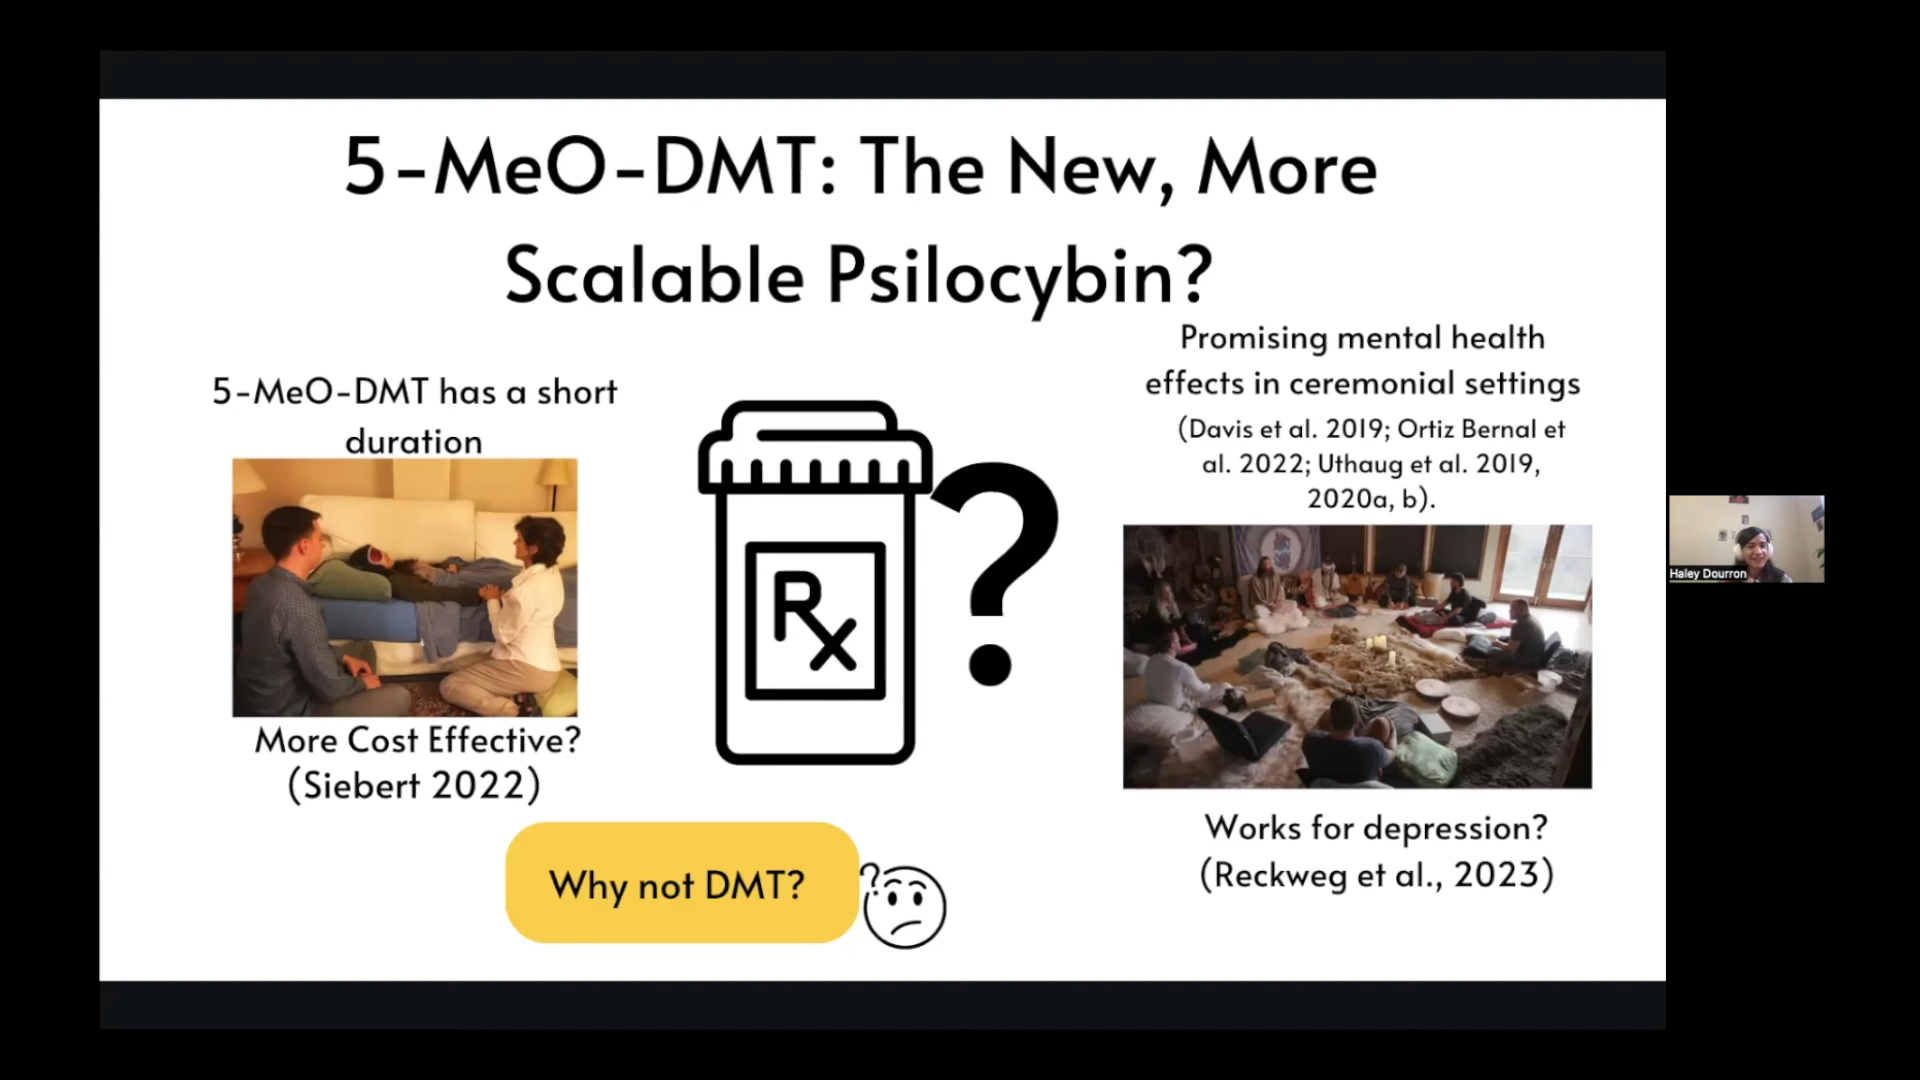 5-MeO-DMT: The New, More
Scalable Psilocybin?
5-MeO-DMT has a short
duration
More Cost Effective?
(Siebert 2022)
Rx
?
Why not DMT?
?
Promising mental health
effects in ceremonial settings
(Davis et al. 2019; Ortiz Bernal et
al. 2022; Uthaug et al. 2019,
2020a, b).
Works for depression?
(Reckweg et al., 2023)
Haley Dourron